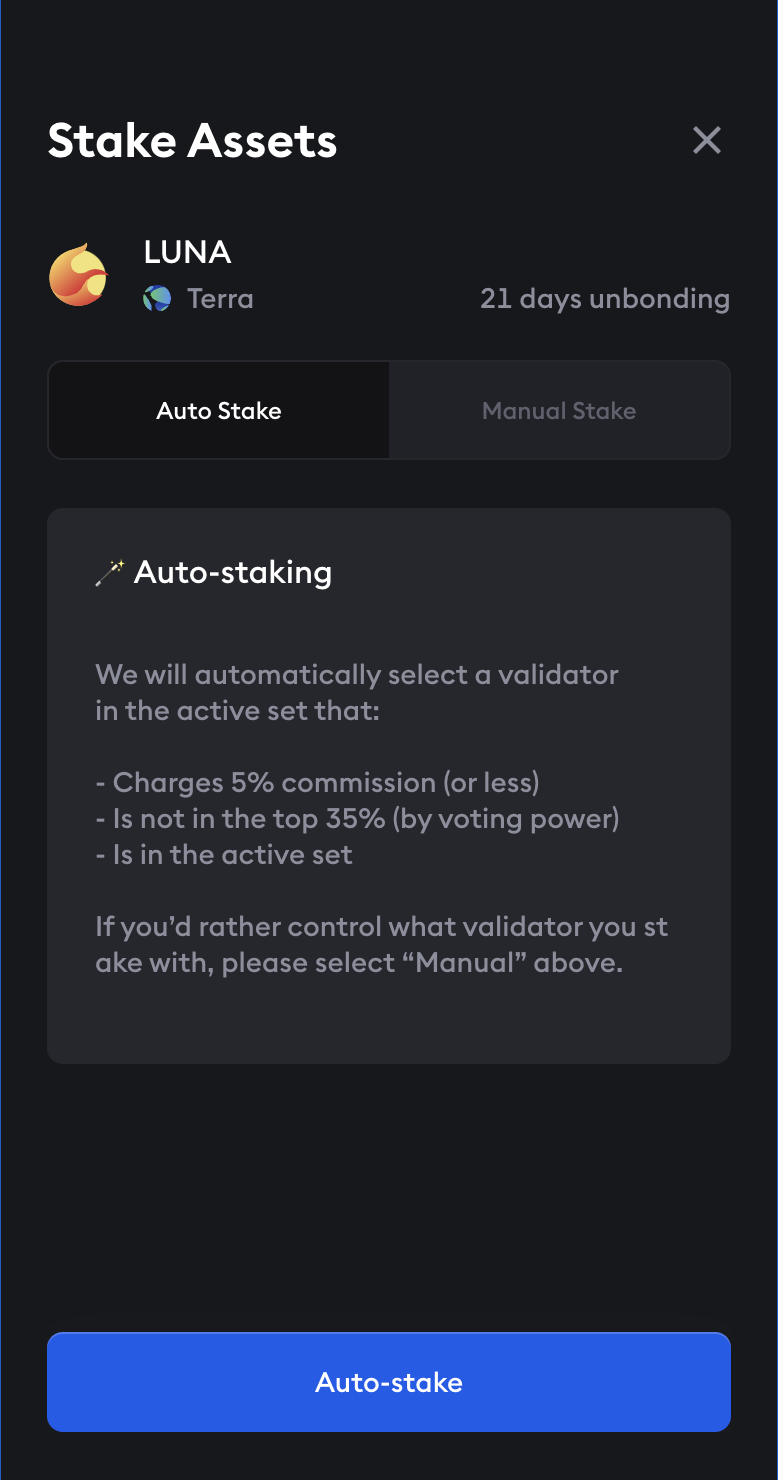 Stake Assets
LUNA
Terra
21 days unbonding
Auto Stake
Manual Stake
Auto-staking
We will automatically select a validator
in the active set that:
- Charges 5% commission (or less)
- Is not in the top 35% (by voting power)
- Is in the active set
If you’d rather control what validator you st
ake with, please select “Manual” above.
Auto-stake